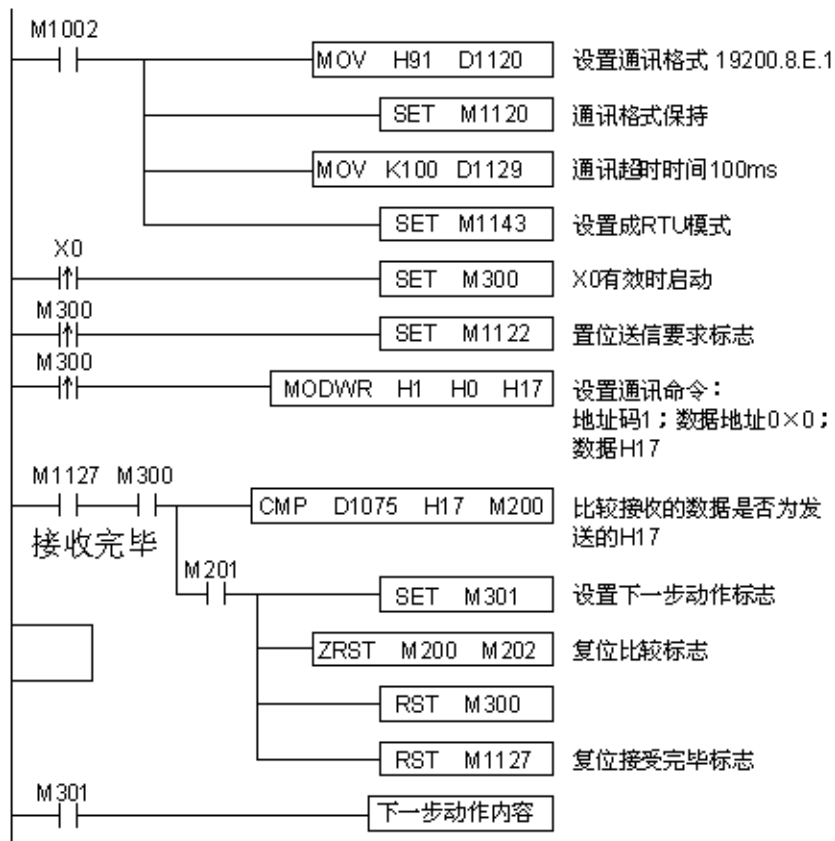 M1002
MOV H91 D1120 设置通讯格式 19200.8.E.1
SET M1120 通讯格式保持
MOV K100 D1129 通讯超时时间100ms
SET M1143 设置成RTU模式
X0
SET M300 X0有效时启动
M300
SET M1122 置位送信要求标志
M300
MODWR H1 H0 H17 设置通讯命令：
地址码1；数据地址0×0；
数据H17
M1127 M300
CMP D1075 H17 M200 比较接收的数据是否为发
送的H17
接收完毕
M201
SET M301 设置下一步动作标志
ZRST M200 M202 复位比较标志
RST M300
RST M1127 复位接受完毕标志
M301
下一步动作内容